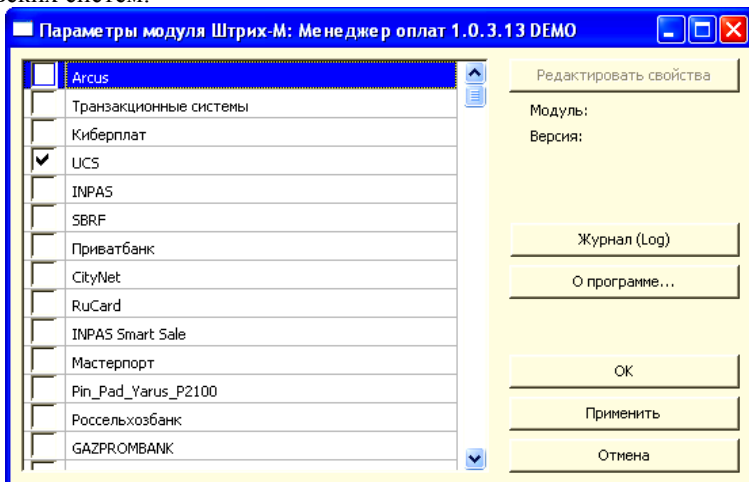 Параметры модуля Штрих-М: Менеджер оплат 1.0.3.13 DEMO
Arcus
Транзакционные системы
Киберплат
UCS
INPAS
SBRF
Приватбанк
CityNet
RuCard
INPAS Smart Sale
Мастерпорт
Pin_Pad_Yarus_P2100
Россельхозбанк
GAZPROMBANK
Редактировать свойства
Модуль:
Версия:
Журнал (Log)
О программе...
OK
Применить
Отмена